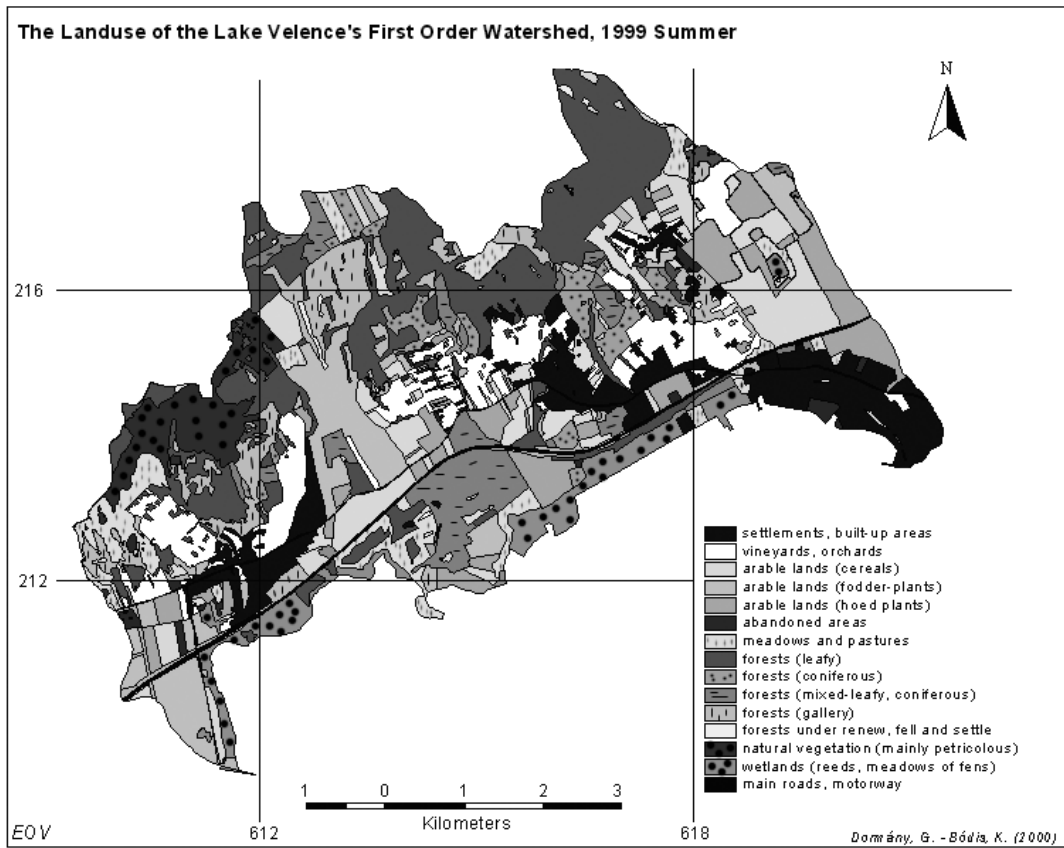 The Landuse of the Lake Velence's First Order Watershed, 1999 Summer
N
216
settlements, built-up areas
vineyards, orchards
arable lands (cereals)
arable lands (fodder-plants)
212
arable lands (hoed plants)
abandoned areas
meadows and pastures
forests (leafy)
forests (coniferous)
forests (mixed-leafy, coniferous)
forests (gallery)
forests under renew, fell and settle
natural vegetation (mainly petricolous)
wetlands (reeds, meadows of fens)
main roads, motorway
1 0 1 2 3
Kilometers
EOV
612
618
Dormány, G. - Bódis, K. (2000)